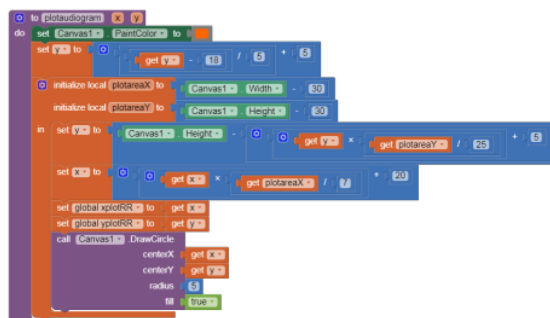 to plotaudiogram x y
do set Canvas1 . PaintColor to
set y to get y - 18 / 5 + 5
initialize local plotareaX to Canvas1 . Width - 30
initialize local plotareaY to Canvas1 . Height - 30
in set y to Canvas1 . Height - get y × get plotareaY / 25 + 5
set x to get x × get plotareaX / 7 + 20
set global xplotRR to get x
set global yplotRR to get y
call Canvas1 .DrawCircle
centerX get x
centerY get y
radius 5
fill true